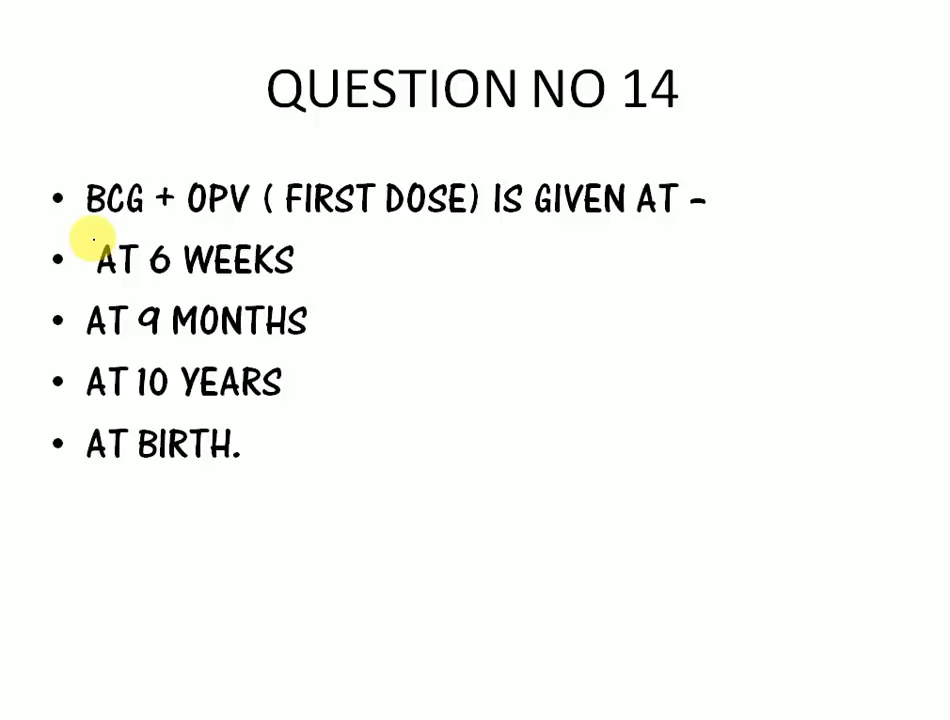 QUESTION NO 14
• BCG + OPV ( FIRST DOSE) IS GIVEN AT -
• AT 6 WEEKS
• AT 9 MONTHS
• AT 10 YEARS
• AT BIRTH.